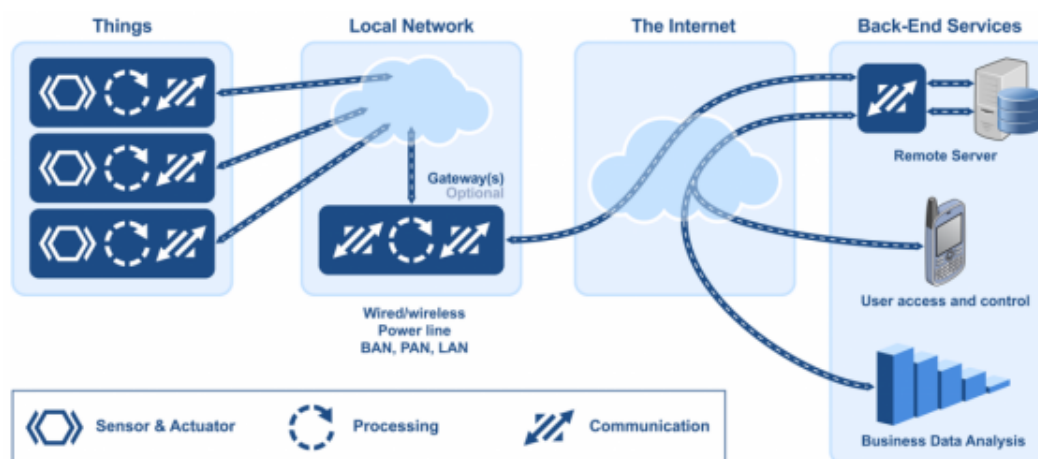 Things
Local Network
The Internet
Back-End Services
Gateway(s)
Optional
Remote Server
User access and control
Wired/wireless
Power line
BAN, PAN, LAN
Business Data Analysis
Sensor & Actuator
Processing
Communication